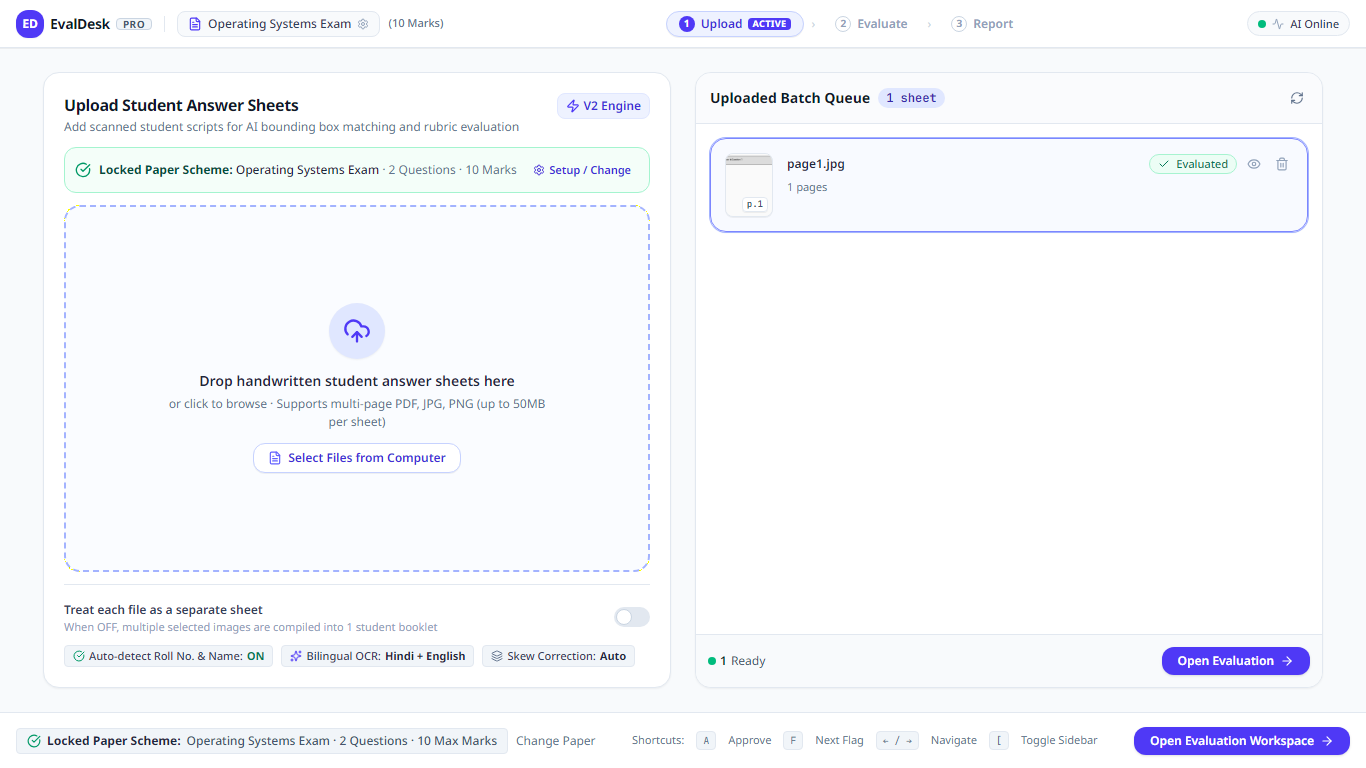 ED EvalDesk PRO Operating Systems Exam (10 Marks) 1 Upload ACTIVE › 2 Evaluate › 3 Report AI Online
Upload Student Answer Sheets
V2 Engine
Add scanned student scripts for AI bounding box matching and rubric evaluation
Locked Paper Scheme: Operating Systems Exam · 2 Questions · 10 Marks Setup / Change
Drop handwritten student answer sheets here
or click to browse · Supports multi-page PDF, JPG, PNG (up to 50MB
per sheet)
Select Files from Computer
Treat each file as a separate sheet
When OFF, multiple selected images are compiled into 1 student booklet
Auto-detect Roll No. & Name: ON Bilingual OCR: Hindi + English Skew Correction: Auto
Uploaded Batch Queue 1 sheet
page1.jpg
Evaluated
1 pages
p.1
1 Ready
Open Evaluation →
Locked Paper Scheme: Operating Systems Exam · 2 Questions · 10 Max Marks Change Paper Shortcuts: A Approve F Next Flag ← / → Navigate [ Toggle Sidebar Open Evaluation Workspace →